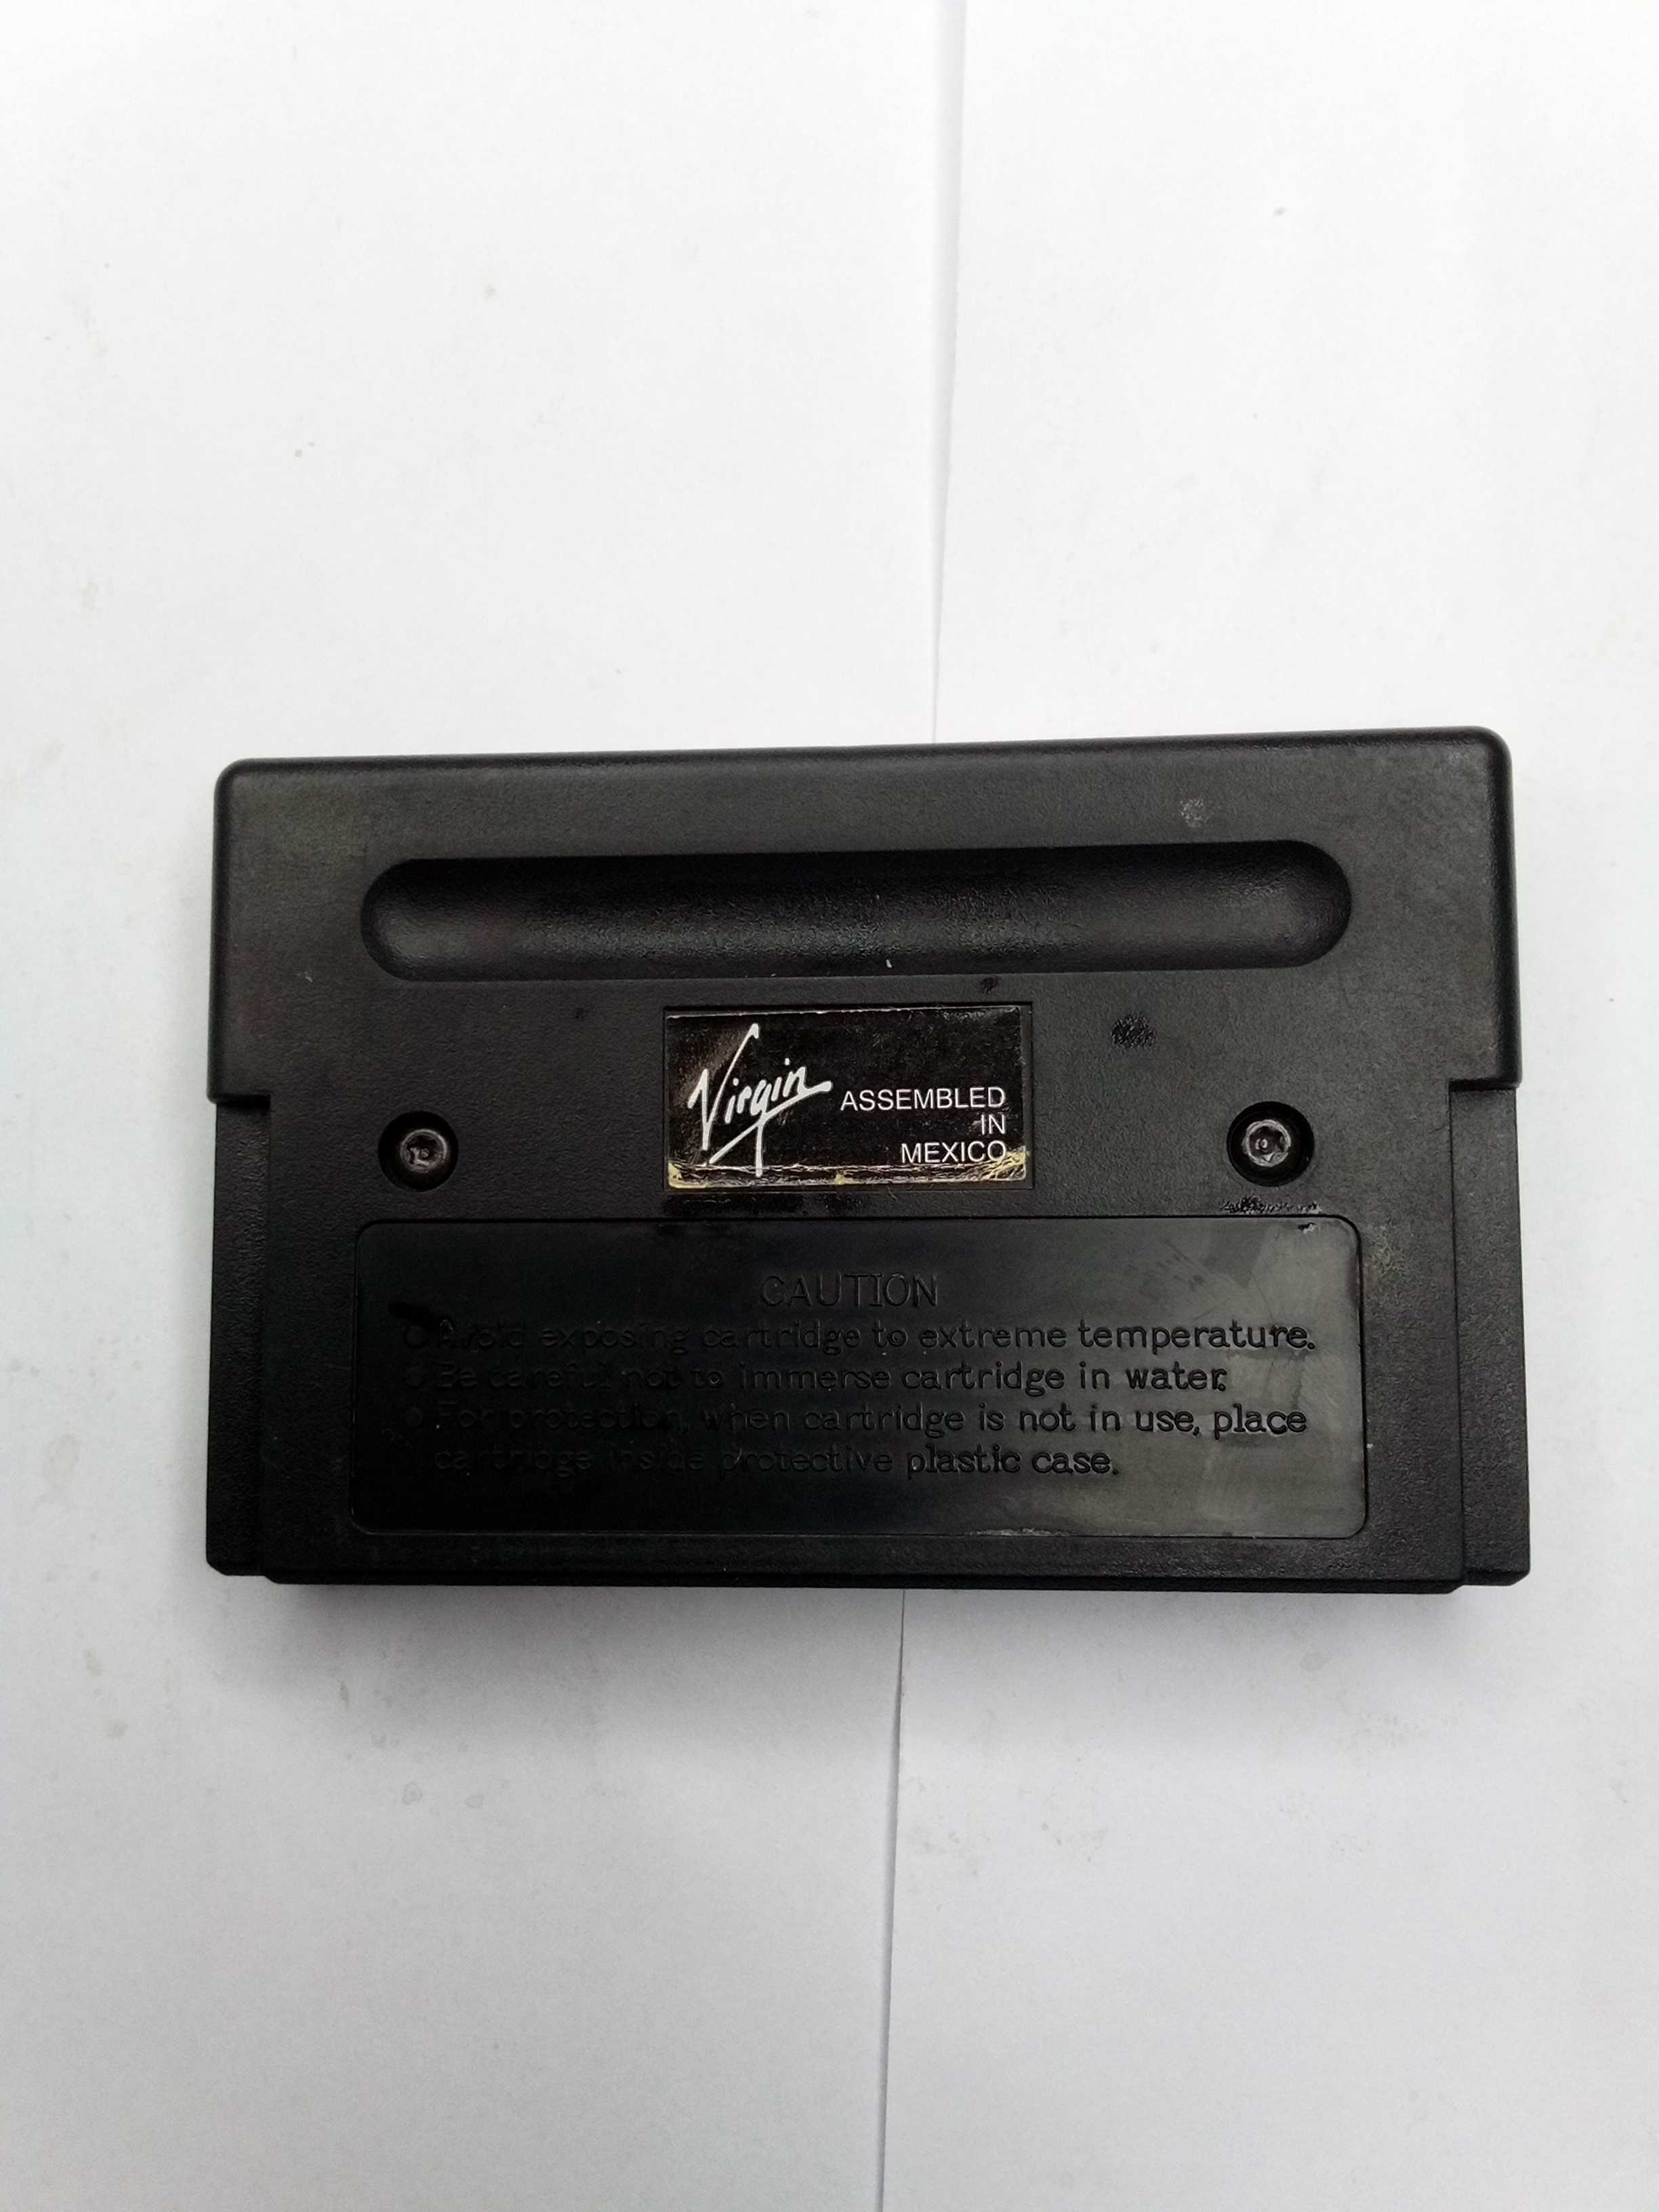 Virgin
ASSEMBLED
IN
MEXICO
CAUTION
Avoid exposing cartridge to extreme temperature.
Be careful not to immerse cartridge in water.
For protection, when cartridge is not in use, place
cartridge inside protective plastic case.